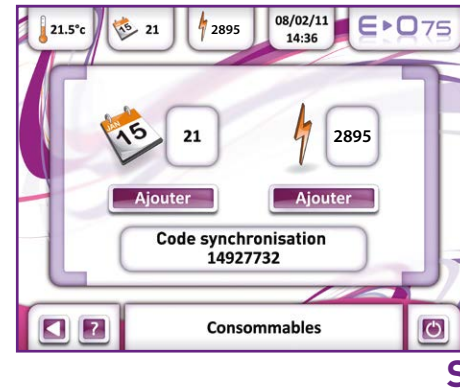 21.5°c 21 2895 08/02/11 14:36 E►O75
JAN 15 21 2895
Ajouter Ajouter
Code synchronisation
14927732
? Consommables
S